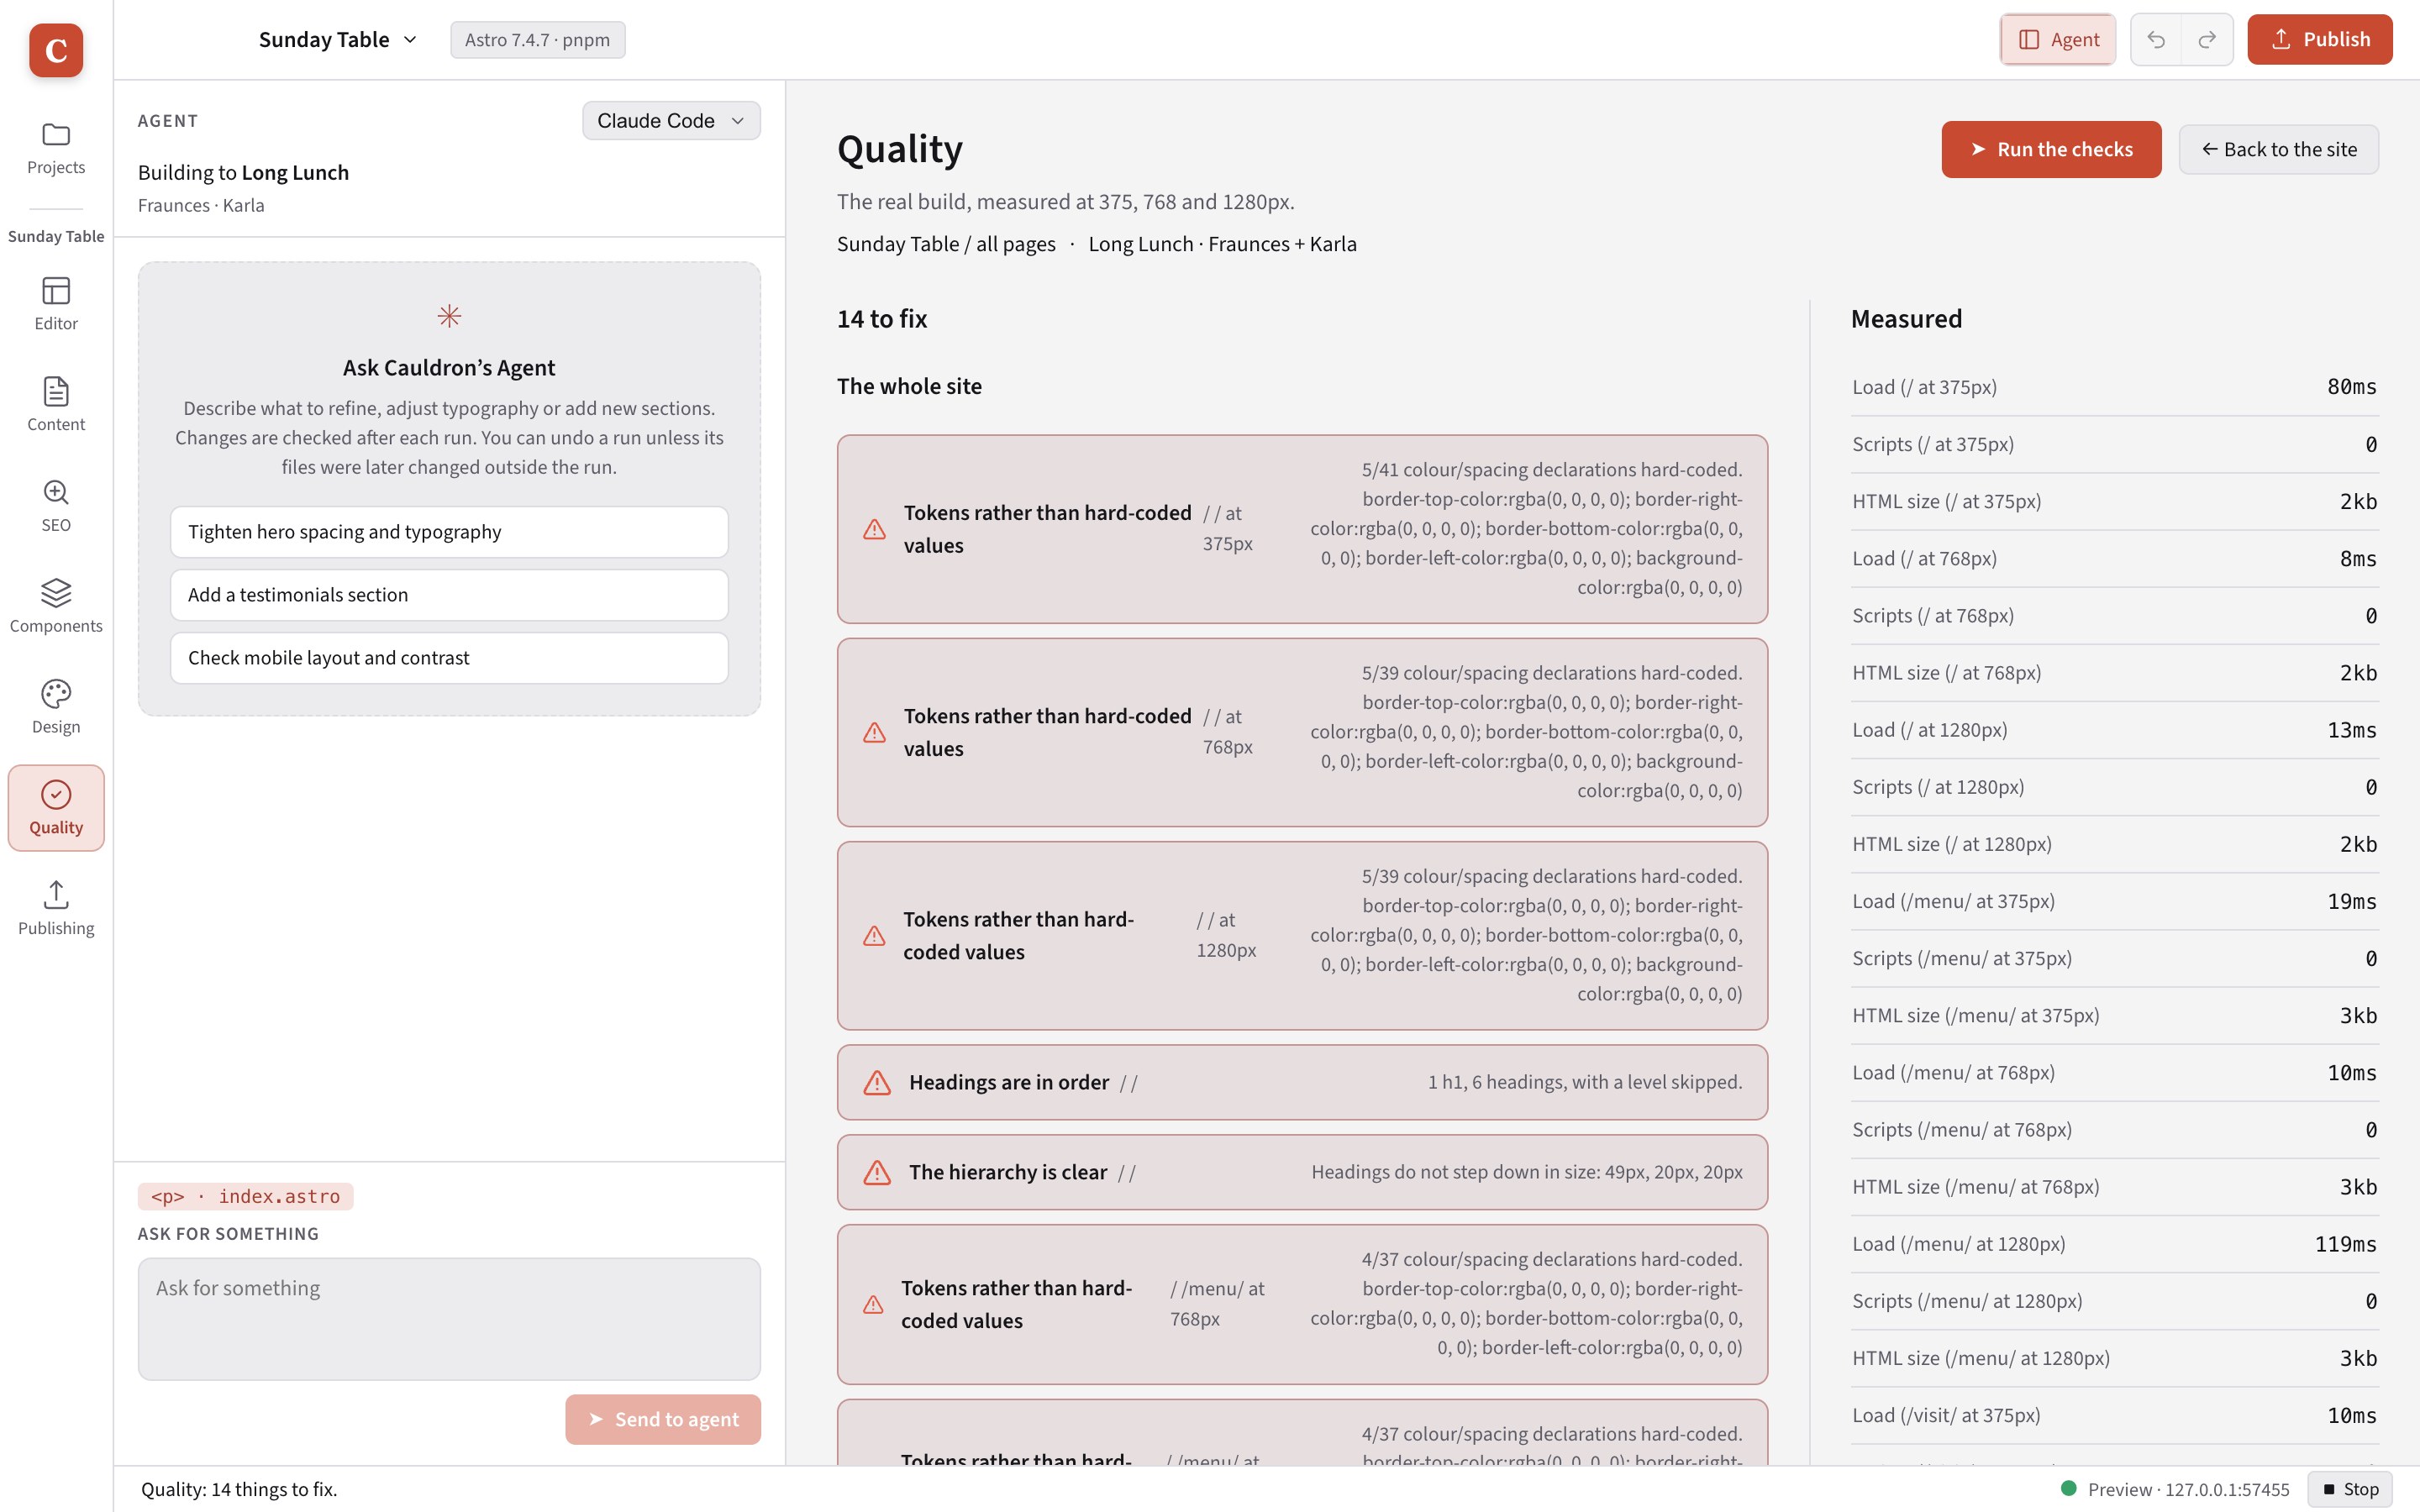 C
Sunday Table
Astro 7.4.7 · pnpm
Agent
Publish
Projects
Sunday Table
Editor
Content
SEO
Components
Design
Quality
Publishing
AGENT
Claude Code
Building to Long Lunch
Fraunces · Karla
Ask Cauldron’s Agent
Describe what to refine, adjust typography or add new sections.
Changes are checked after each run. You can undo a run unless its
files were later changed outside the run.
Tighten hero spacing and typography
Add a testimonials section
Check mobile layout and contrast
<p> · index.astro
ASK FOR SOMETHING
Ask for something
Send to agent
Quality
Run the checks
← Back to the site
The real build, measured at 375, 768 and 1280px.
Sunday Table / all pages · Long Lunch · Fraunces + Karla
14 to fix
The whole site
Tokens rather than hard-coded
values
/ / at
375px
5/41 colour/spacing declarations hard-coded.
border-top-color:rgba(0, 0, 0, 0); border-right-
color:rgba(0, 0, 0, 0); border-bottom-color:rgba(0, 0,
0, 0); border-left-color:rgba(0, 0, 0, 0); background-
color:rgba(0, 0, 0, 0)
Tokens rather than hard-coded
values
/ / at
768px
5/39 colour/spacing declarations hard-coded.
border-top-color:rgba(0, 0, 0, 0); border-right-
color:rgba(0, 0, 0, 0); border-bottom-color:rgba(0, 0,
0, 0); border-left-color:rgba(0, 0, 0, 0); background-
color:rgba(0, 0, 0, 0)
Tokens rather than hard-
coded values
/ / at
1280px
5/39 colour/spacing declarations hard-coded.
border-top-color:rgba(0, 0, 0, 0); border-right-
color:rgba(0, 0, 0, 0); border-bottom-color:rgba(0, 0,
0, 0); border-left-color:rgba(0, 0, 0, 0); background-
color:rgba(0, 0, 0, 0)
Headings are in order / /
1 h1, 6 headings, with a level skipped.
The hierarchy is clear / /
Headings do not step down in size: 49px, 20px, 20px
Tokens rather than hard-
coded values
/ /menu/ at
768px
4/37 colour/spacing declarations hard-coded.
border-top-color:rgba(0, 0, 0, 0); border-right-
color:rgba(0, 0, 0, 0); border-bottom-color:rgba(0, 0,
0, 0); border-left-color:rgba(0, 0, 0, 0)
Tokens rather than hard-
/ /menu/ at
4/37 colour/spacing declarations hard-coded.
border-top-color:rgba(0, 0, 0, 0); border-right-
Measured
Load (/ at 375px) 80ms
Scripts (/ at 375px) 0
HTML size (/ at 375px) 2kb
Load (/ at 768px) 8ms
Scripts (/ at 768px) 0
HTML size (/ at 768px) 2kb
Load (/ at 1280px) 13ms
Scripts (/ at 1280px) 0
HTML size (/ at 1280px) 2kb
Load (/menu/ at 375px) 19ms
Scripts (/menu/ at 375px) 0
HTML size (/menu/ at 375px) 3kb
Load (/menu/ at 768px) 10ms
Scripts (/menu/ at 768px) 0
HTML size (/menu/ at 768px) 3kb
Load (/menu/ at 1280px) 119ms
Scripts (/menu/ at 1280px) 0
HTML size (/menu/ at 1280px) 3kb
Load (/visit/ at 375px) 10ms
Quality: 14 things to fix.
Preview · 127.0.0.1:57455
Stop